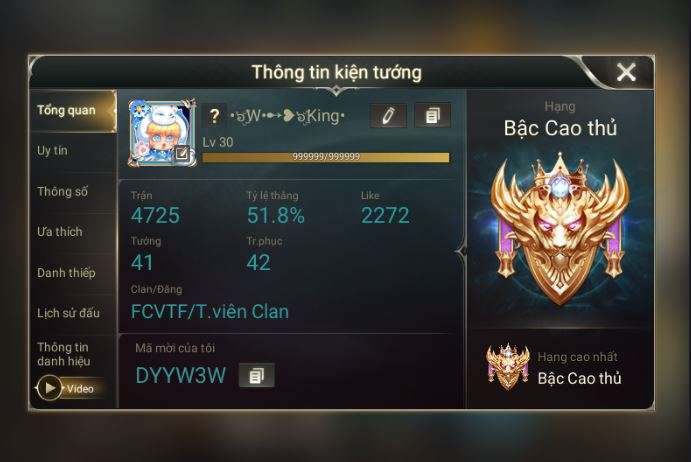 Thông tin kiện tướng
Tổng quan
Uy tín
Thông số
Ưa thích
Danh thiếp
Lịch sử đấu
Thông tin
danh hiệu
Video
?
W King
Lv 30
999999/999999
Trận
Tỷ lệ thắng
Like
4725
51.8%
2272
Tướng
Tr.phục
41
42
Clan/Đăng
FCVTF/T.viên Clan
Mã mời của tôi
DYYW3W
Hạng
Bậc Cao thủ
Hạng cao nhất
Bậc Cao thủ